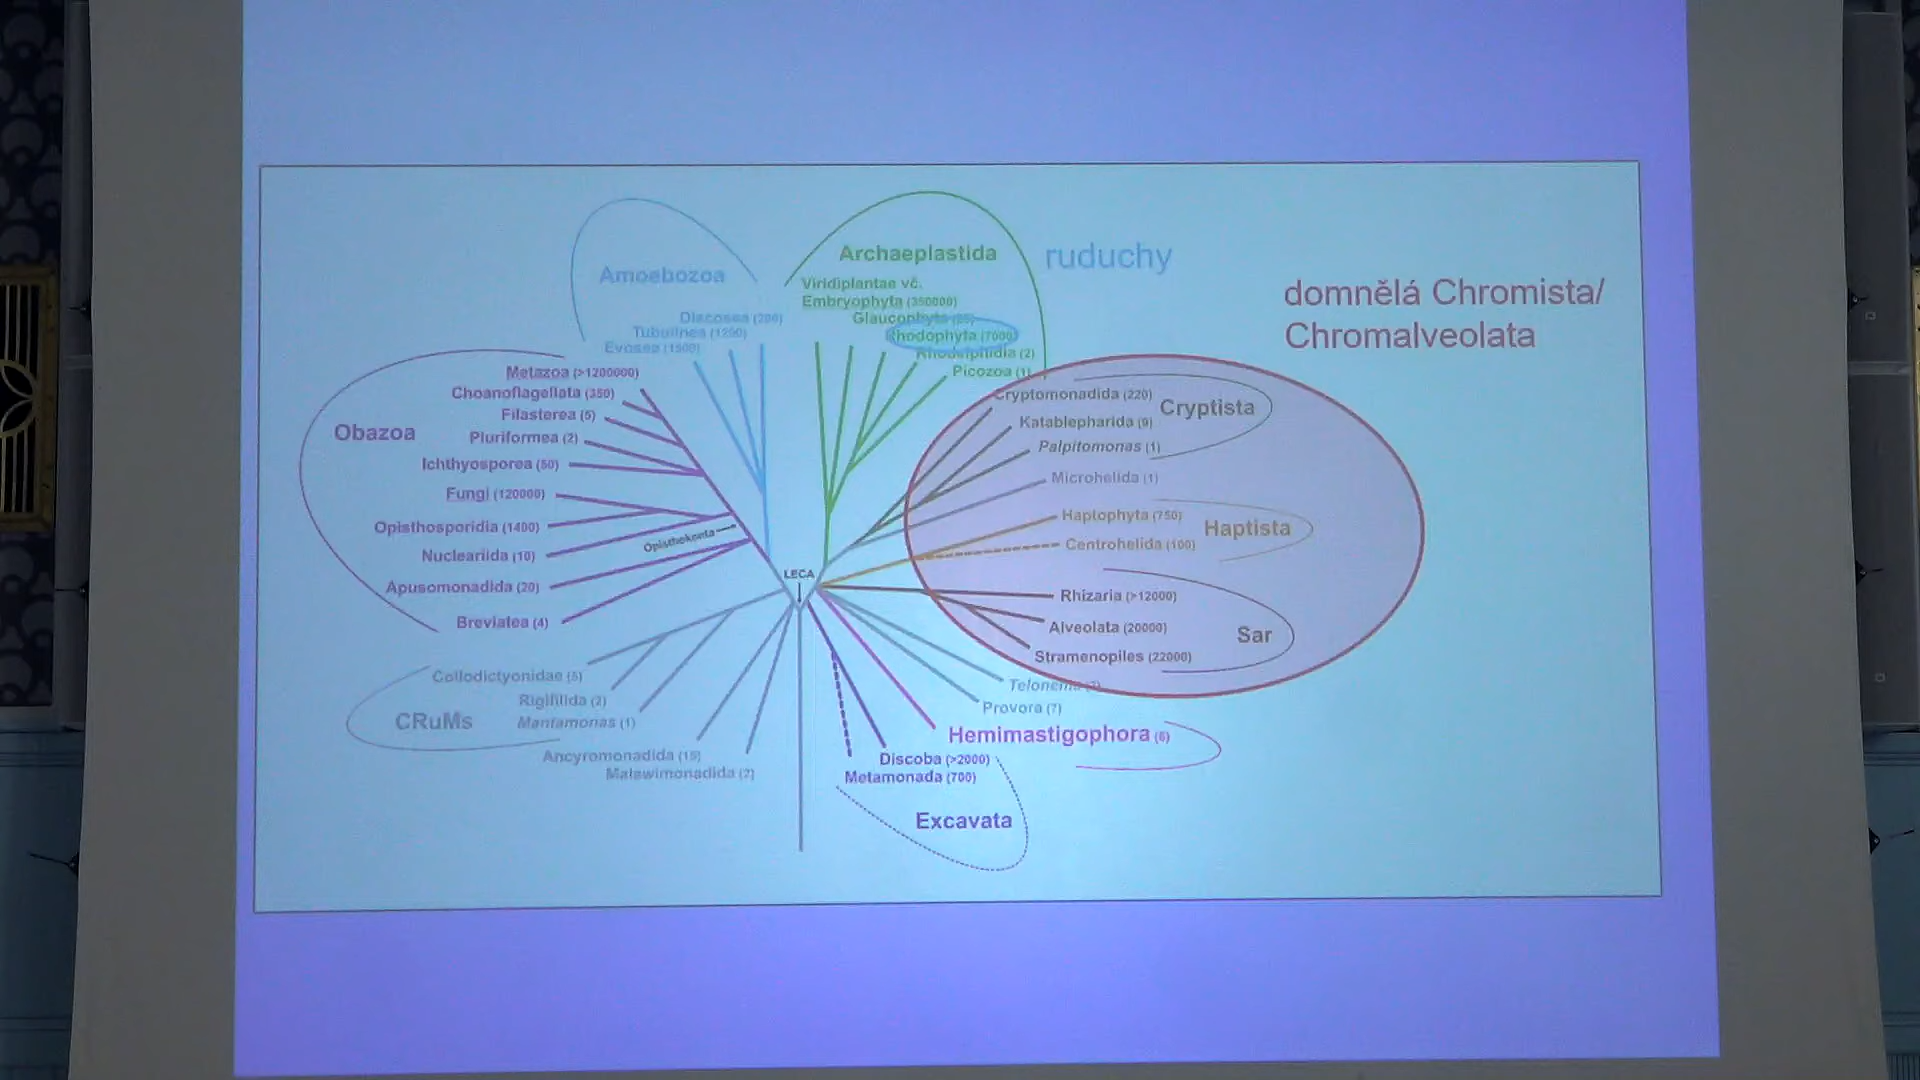 Archaeplastida
ruduchy
Amoebozoa
domnělá Chromista/
Chromalveolata
Viridiplantae vč.
Embryophyta (350000)
Discosea (200)
Glaucophyta
Tubulinea (1200)
Rhodophyta (7000)
Evosea (1500)
Rhodelphidia (2)
Metazoa (>1200000)
Picozoa (1)
Choanoflagellata (350)
Cryptomonadida (220)
Cryptista
Filasterea (5)
Katablepharida (9)
Obazoa
Pluriformea (2)
Palpitomonas (1)
Ichthyosporea (50)
Microhelida (1)
Fungi (120000)
Haptophyta (750)
Haptista
Opisthosporidia (1400)
Opisthokonta
Centrohelida (100)
Nucleariida (10)
LECA
Apusomonadida (20)
Rhizaria (>12000)
Breviatea (4)
Alveolata (20000)
Sar
Stramenopiles (22000)
Collodictyonidae (5)
Telonemia
Rigifilida (2)
Provora (7)
CRuMs
Mantamonas (1)
Hemimastigophora (6)
Ancyromonadida (15)
Discoba (>2000)
Malawimonadida (2)
Metamonada (700)
Excavata